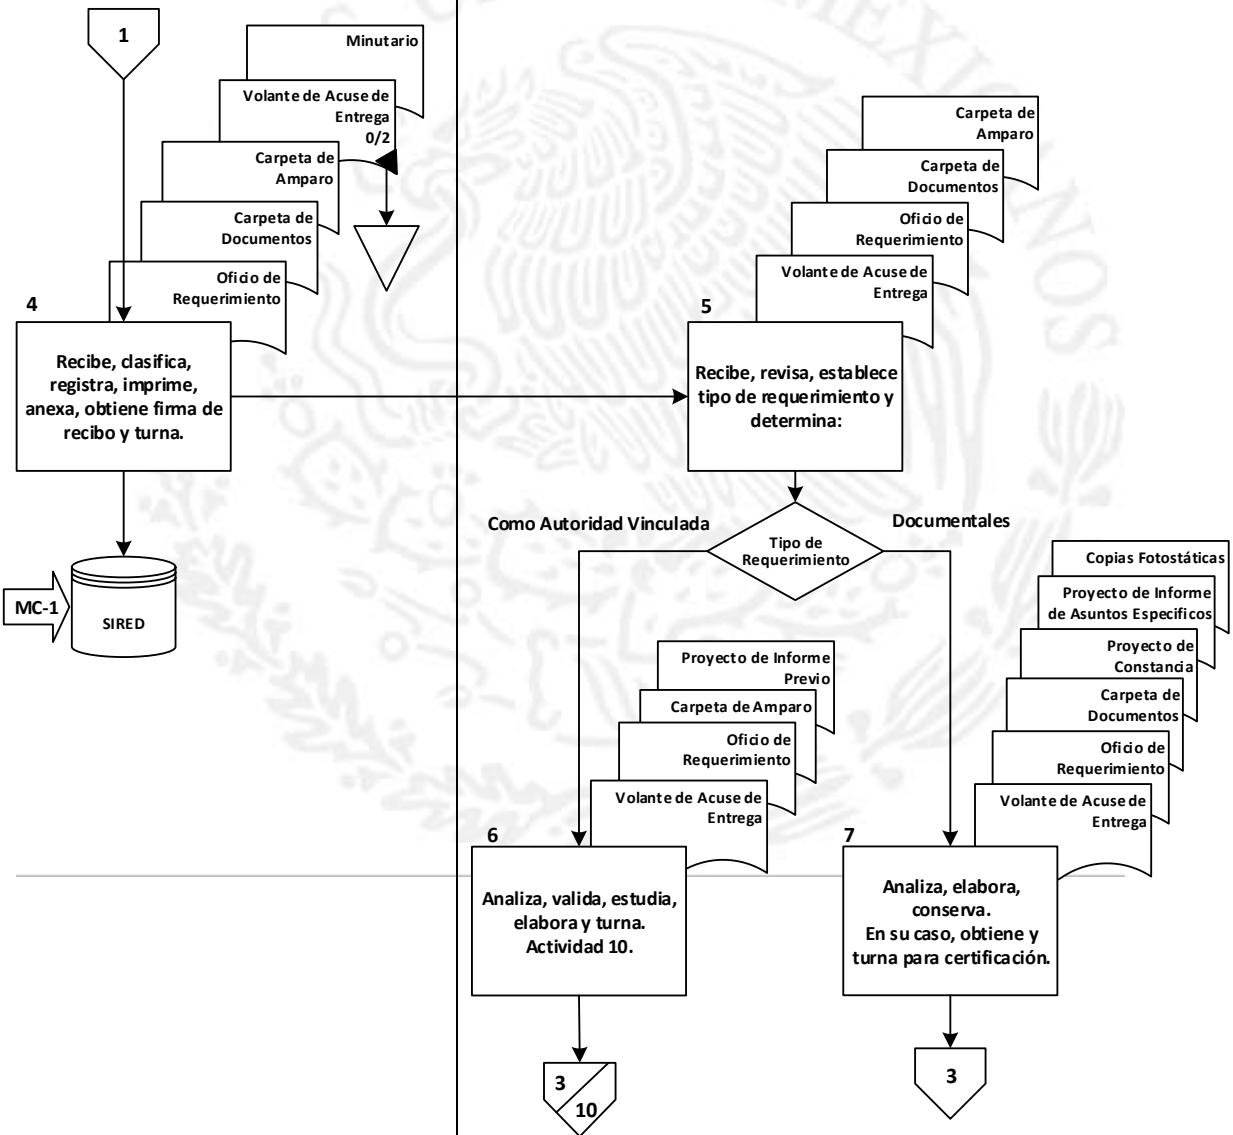 1
Minutario
Volante de Acuse de
Entrega
0/2
Carpeta de
Amparo
Carpeta de
Documentos
Oficio de
Requerimiento
4
Recibe, clasifica,
registra, imprime,
anexa, obtiene firma de
recibo y turna.
MC-1
SIRED
Carpeta de
Amparo
Carpeta de
Documentos
Oficio de
Requerimiento
Volante de Acuse de
Entrega
5
Recibe, revisa, establece
tipo de requerimiento y
determina:
Como Autoridad Vinculada
Documentales
Tipo de
Requerimiento
Proyecto de Informe
Previo
Carpeta de Amparo
Oficio de
Requerimiento
Volante de Acuse de
Entrega
6
Analiza, valida, estudia,
elabora y turna.
Actividad 10.
3
10
Copias Fotostáticas
Proyecto de Informe
de Asuntos Especificos
Proyecto de
Constancia
Carpeta de
Documentos
Oficio de
Requerimiento
Volante de Acuse de
Entrega
7
Analiza, elabora,
conserva.
En su caso, obtiene y
turna para certificación.
3